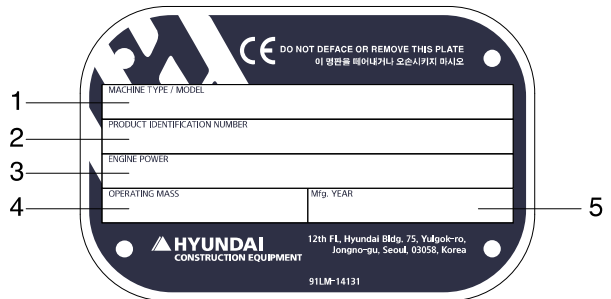 CE DO NOT DEFACE OR REMOVE THIS PLATE
이 명판을 떼어내거나 오손시키지 마시오
1 MACHINE TYPE / MODEL
2 PRODUCT IDENTIFICATION NUMBER
3 ENGINE POWER
4 OPERATING MASS Mfg. YEAR 5
HYUNDAI
CONSTRUCTION EQUIPMENT
12th FL, Hyundai Bldg. 75, Yulgok-ro,
Jongno-gu, Seoul, 03058, Korea
91LM-14131